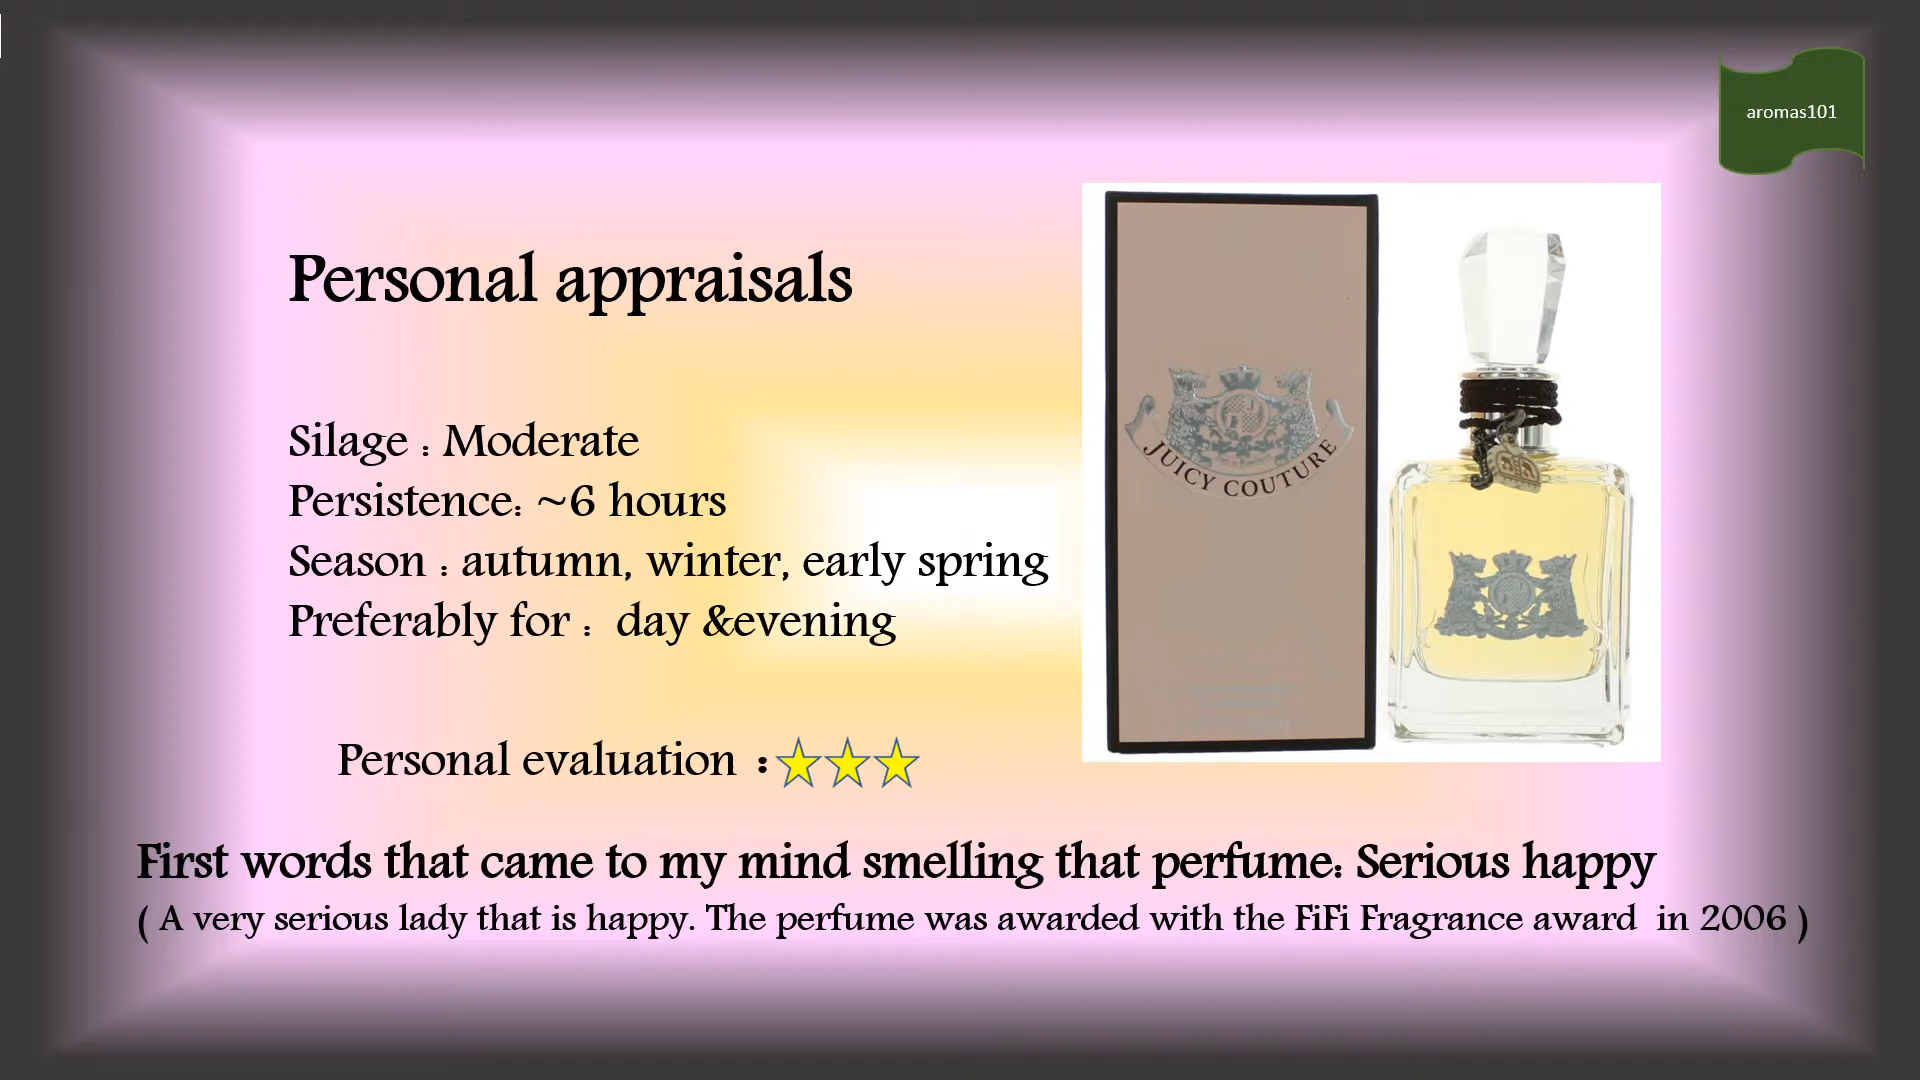 aromas101
Personal appraisals
Silage : Moderate
Persistence: ~6 hours
Season : autumn, winter, early spring
Preferably for : day &evening
Personal evaluation :
First words that came to my mind smelling that perfume: Serious happy
( A very serious lady that is happy. The perfume was awarded with the FiFi Fragrance award in 2006 )
JUICY COUTURE